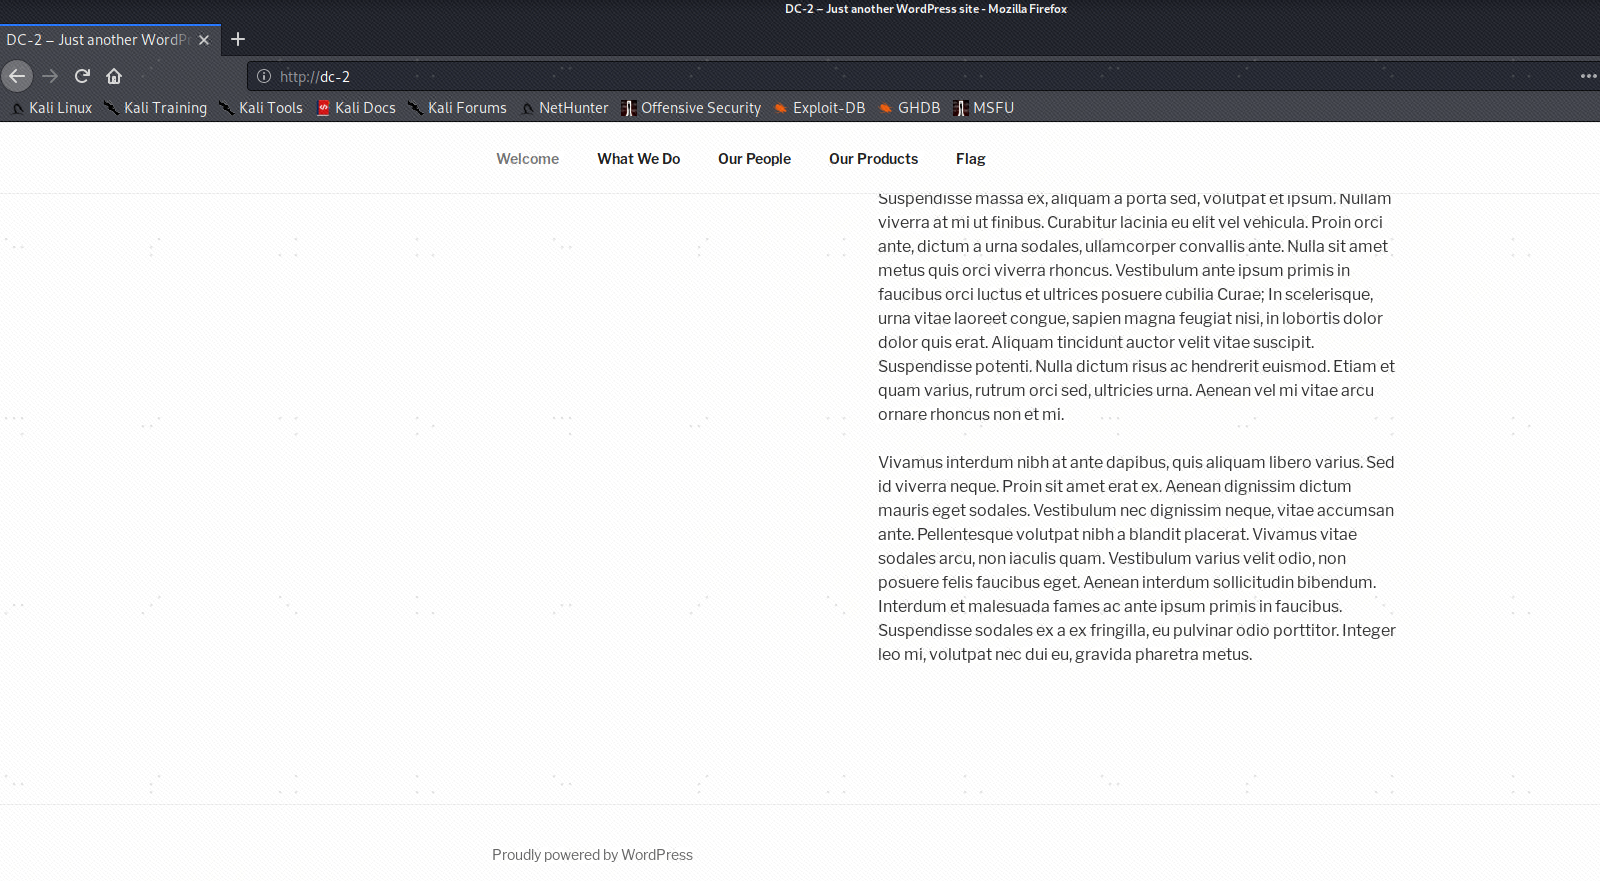 DC-2 – Just another WordPress site - Mozilla Firefox
DC-2 – Just another WordPr
http://dc-2
Kali Linux Kali Training Kali Tools Kali Docs Kali Forums NetHunter Offensive Security Exploit-DB GHDB MSFU
Welcome What We Do Our People Our Products Flag
Suspendisse massa ex, aliquam a porta sed, volutpat et ipsum. Nullam
viverra at mi ut finibus. Curabitur lacinia eu elit vel vehicula. Proin orci
ante, dictum a urna sodales, ullamcorper convallis ante. Nulla sit amet
metus quis orci viverra rhoncus. Vestibulum ante ipsum primis in
faucibus orci luctus et ultrices posuere cubilia Curae; In scelerisque,
urna vitae laoreet congue, sapien magna feugiat nisi, in lobortis dolor
dolor quis erat. Aliquam tincidunt auctor velit vitae suscipit.
Suspendisse potenti. Nulla dictum risus ac hendrerit euismod. Etiam et
quam varius, rutrum orci sed, ultricies urna. Aenean vel mi vitae arcu
ornare rhoncus non et mi.
Vivamus interdum nibh at ante dapibus, quis aliquam libero varius. Sed
id viverra neque. Proin sit amet erat ex. Aenean dignissim dictum
mauris eget sodales. Vestibulum nec dignissim neque, vitae accumsan
ante. Pellentesque volutpat nibh a blandit placerat. Vivamus vitae
sodales arcu, non iaculis quam. Vestibulum varius velit odio, non
posuere felis faucibus eget. Aenean interdum sollicitudin bibendum.
Interdum et malesuada fames ac ante ipsum primis in faucibus.
Suspendisse sodales ex a ex fringilla, eu pulvinar odio porttitor. Integer
leo mi, volutpat nec dui eu, gravida pharetra metus.
Proudly powered by WordPress